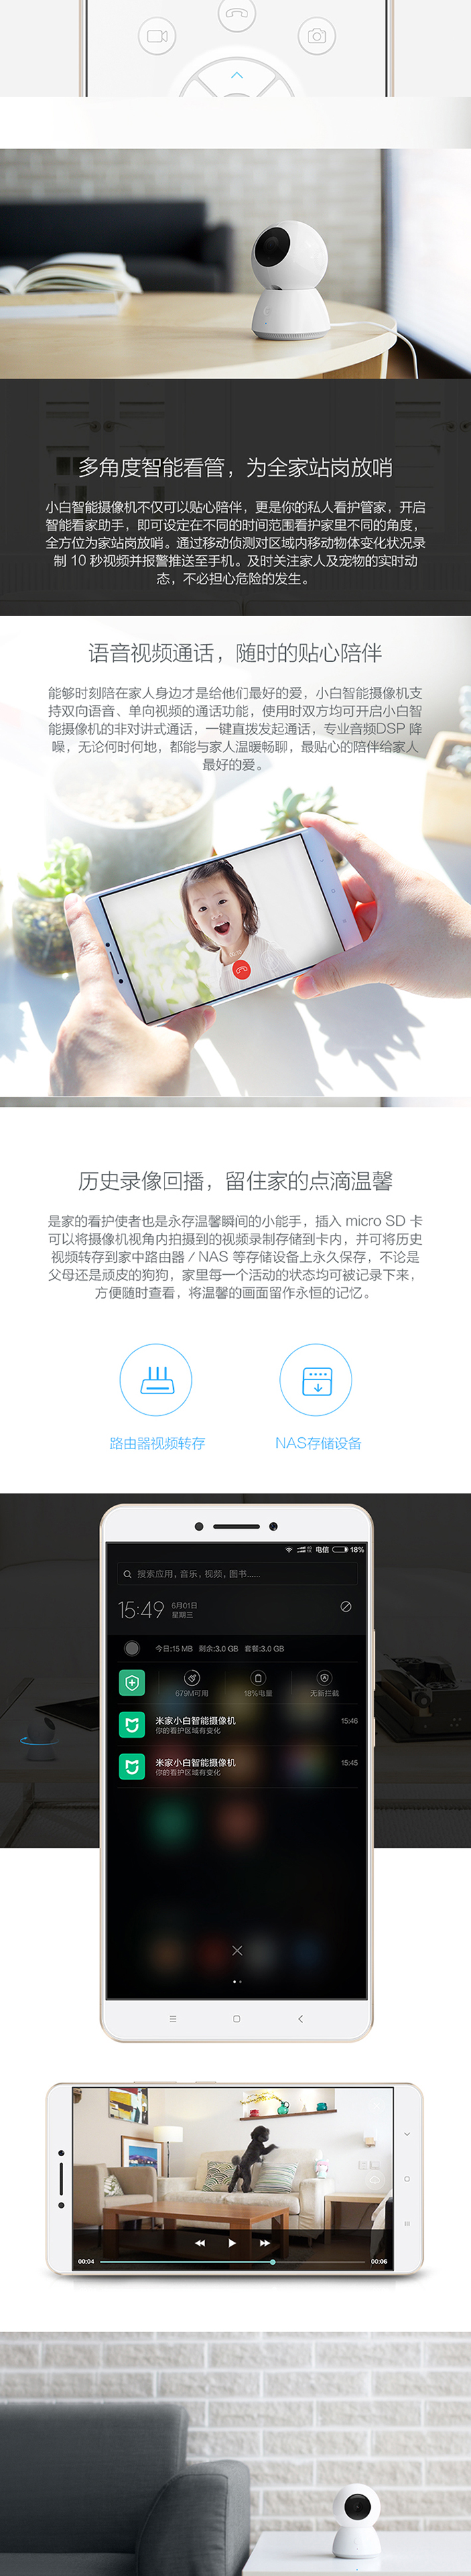 多角度智能看管，为全家站岗放哨
小白智能摄像机不仅可以贴心陪伴，更是你的私人看护管家，开启
智能看家助手，即可设定在不同的时间范围看护家里不同的角度，
全方位为家站岗放哨。通过移动侦测对区域内移动物体变化状况录
制 10 秒视频并报警推送至手机。及时关注家人及宠物的实时动
态，不必担心危险的发生。
语音视频通话，随时的贴心陪伴
能够时刻陪在家人身边才是给他们最好的爱，小白智能摄像机支
持双向语音、单向视频的通话功能，使用时双方均可开启小白智
能摄像机的非对讲式通话，一键直接发起通话，专业音频DSP 降
噪，无论何时何地，都能与家人温暖畅聊，最贴心的陪伴给家人
最好的爱。
历史录像回播，留住家的点滴温馨
是家的看护使者也是永存温馨瞬间的小能手，插入 micro SD 卡
可以将摄像机视角内拍摄到的视频录制存储到卡内，并可将历史
视频转存到家中路由器 / NAS 等存储设备上永久保存，不论是
父母还是顽皮的狗狗，家里每一个活动的状态均可被记录下来，
方便随时查看，将温馨的画面留作永恒的记忆。
路由器视频转存
NAS存储设备
电信 18%
搜索应用，音乐，视频，图书......
15:49 6月01日
星期三
今日:15 MB 剩余:3.0 GB 套餐:3.0 GB
679M可用 18%电量 无新拦截
米家小白智能摄像机 15:46
你的看护区域有变化
米家小白智能摄像机 15:45
你的看护区域有变化
00:04 00:06